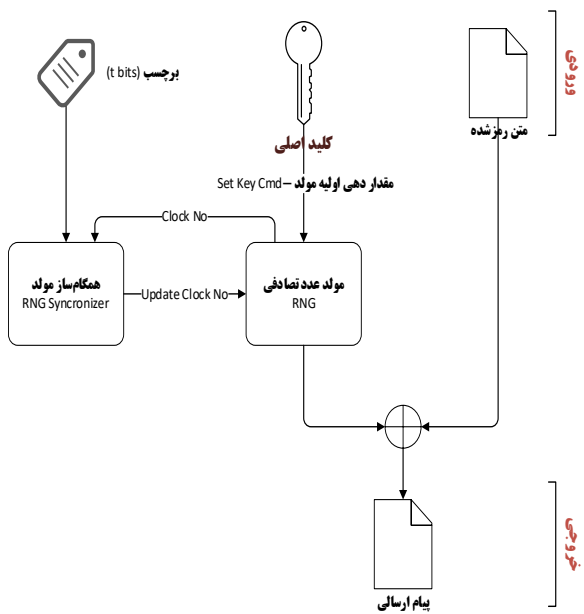 ورودی
برچسب (t bits)
متن رمزشده
کلید اصلی
مقدار دهی اولیه مولد – Set Key Cmd
Clock No
همگام‌ساز مولد
RNG Syncronizer
Update Clock No
مولد عدد تصادفی
RNG
خروجی
پیام ارسالی